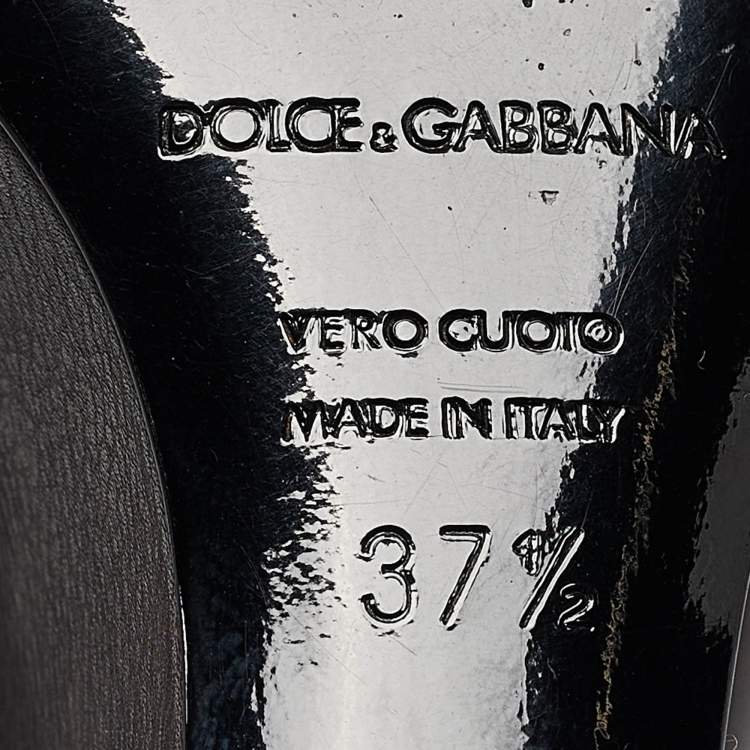 DOLCE & GABBANA
VERO CUOIO
MADE IN ITALY
37½